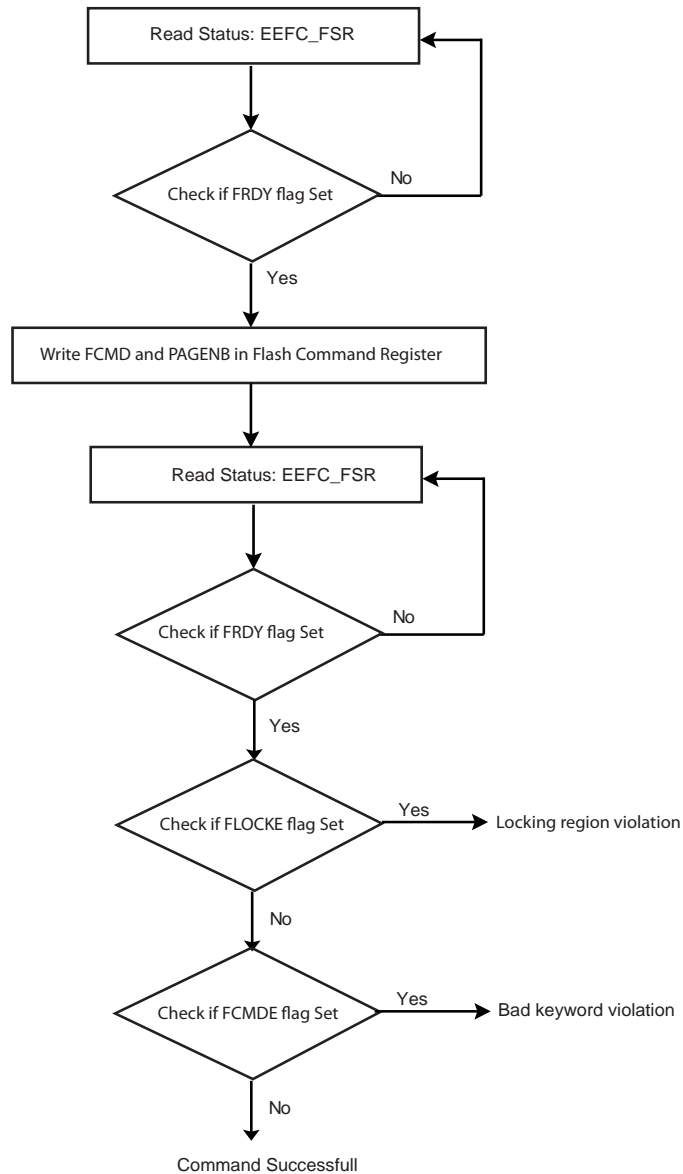 Read Status: EEFC_FSR
Check if FRDY flag Set
No
Yes
Write FCMD and PAGENB in Flash Command Register
Read Status: EEFC_FSR
Check if FRDY flag Set
No
Yes
Check if FLOCKE flag Set
Yes
Locking region violation
No
Check if FCMDE flag Set
Yes
Bad keyword violation
No
Command Successfull